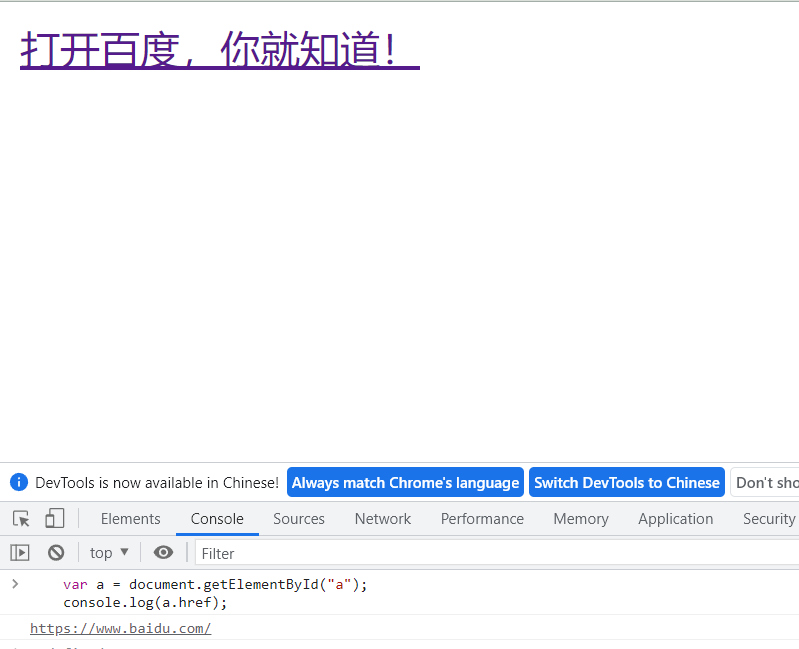 打开百度，你就知道！
DevTools is now available in Chinese! Always match Chrome's language Switch DevTools to Chinese Don't sho
Elements Console Sources Network Performance Memory Application Security
top Filter
var a = document.getElementById("a");
console.log(a.href);
https://www.baidu.com/